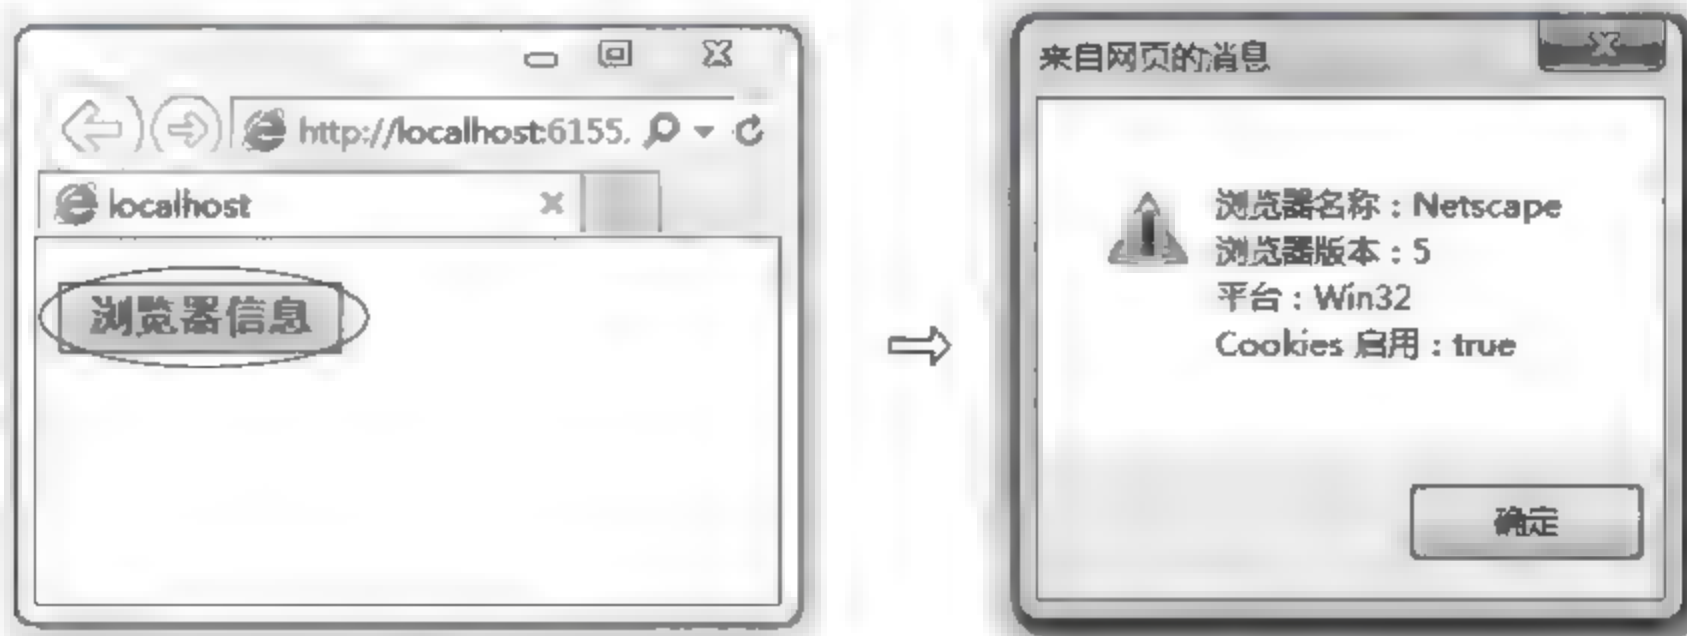 http://localhost:6155.
localhost
浏览器信息
来自网页的消息
浏览器名称：Netscape
浏览器版本：5
平台：Win32
Cookies 启用：true
确定